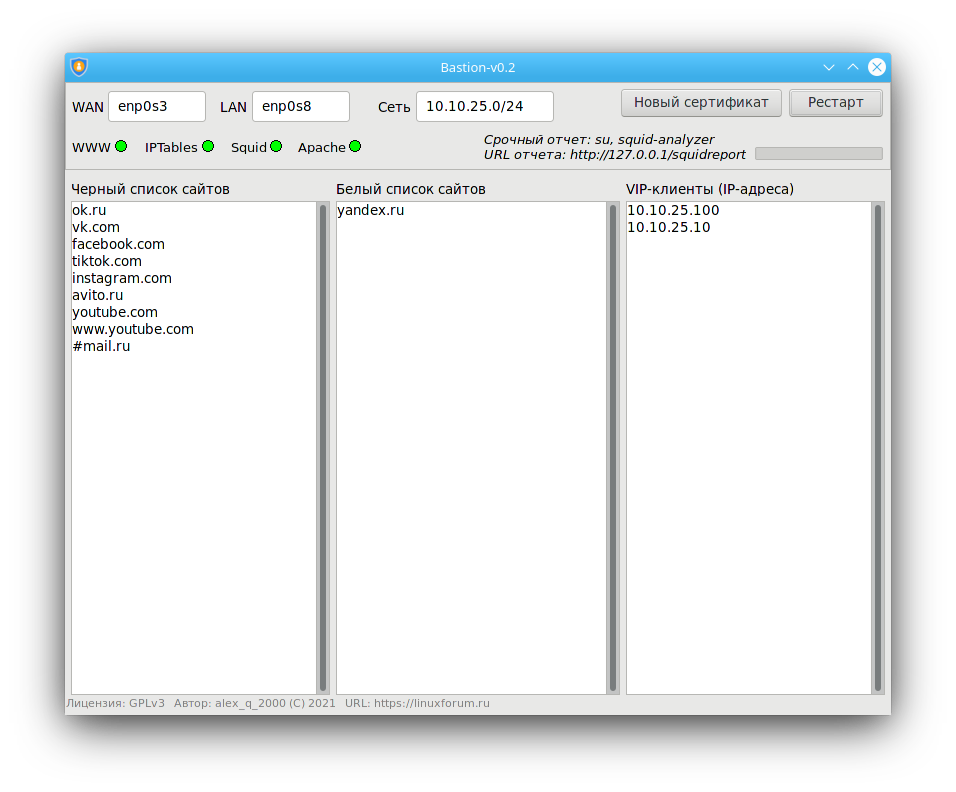 Bastion-v0.2
WAN enp0s3 LAN enp0s8 Сеть 10.10.25.0/24 Новый сертификат Рестарт
WWW IPTables Squid Apache
Срочный отчет: su, squid-analyzer
URL отчета: http://127.0.0.1/squidreport
Черный список сайтов
ok.ru
vk.com
facebook.com
tiktok.com
instagram.com
avito.ru
youtube.com
www.youtube.com
#mail.ru
Белый список сайтов
yandex.ru
VIP-клиенты (IP-адреса)
10.10.25.100
10.10.25.10
Лицензия: GPLv3 Автор: alex_q_2000 (C) 2021 URL: https://linuxforum.ru